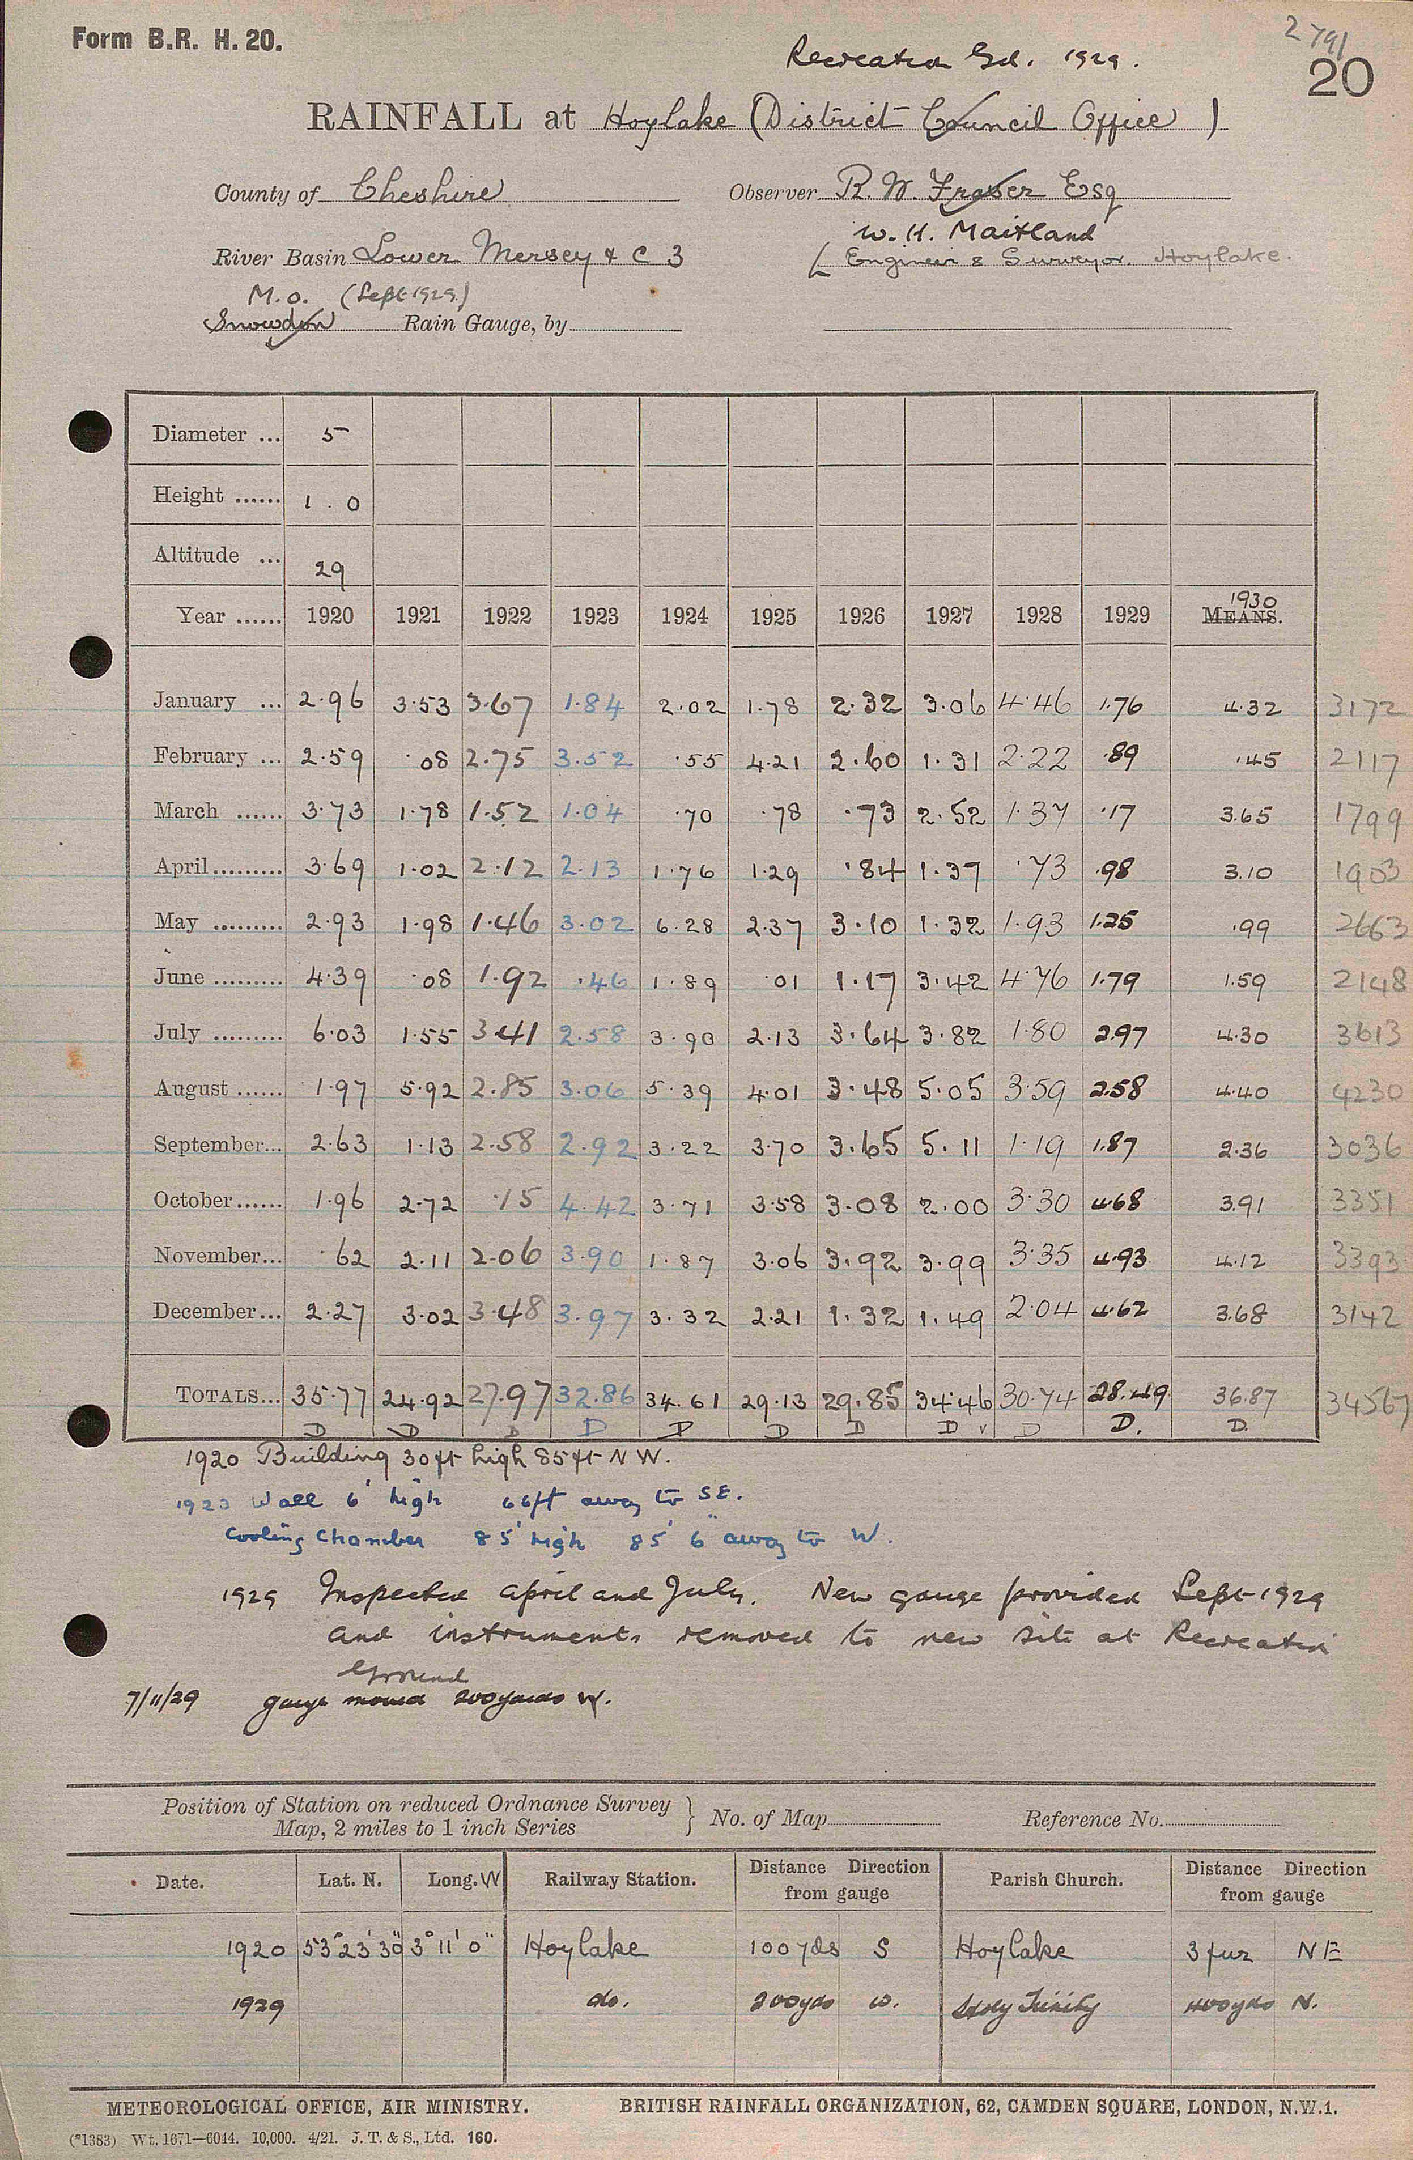 Form B.R. H. 20.
2791
20
Recreation Gd. 1929.
RAINFALL at Hoylake (District Council Office)
County of Cheshire Observer R. W. Fraser Esq
W. H. Maitland
River Basin Lower Mersey & C 3 (Engineer & Surveyor. Hoylake.
M.O. (Sept 1929)
Snowdon Rain Gauge, by
Diameter ... 5
Height ...... 1.0
Altitude ... 29
1930
Year ...... 1920 1921 1922 1923 1924 1925 1926 1927 1928 1929 MEANS.
January ... 2.96 3.53 3.67 1.84 2.02 1.78 2.32 3.06 4.46 1.76 4.32 3172
February ... 2.59 .08 2.75 3.52 .55 4.21 2.60 1.31 2.22 .89 .45 2117
March ...... 3.73 1.78 1.52 1.04 .70 .78 .73 2.52 1.37 .17 3.65 1799
April ......... 3.69 1.02 2.12 2.13 1.76 1.29 .84 1.37 .73 .98 3.10 1903
May ......... 2.93 1.98 1.46 3.02 6.28 2.37 3.10 1.32 1.93 1.25 .99 2663
June ......... 4.39 .08 1.92 .46 1.89 .01 1.17 3.42 4.76 1.79 1.59 2148
July ......... 6.03 1.55 3.41 2.58 3.90 2.13 3.64 3.82 1.80 2.97 4.30 3613
August ...... 1.97 5.92 2.85 3.06 5.39 4.01 3.48 5.05 3.59 2.58 4.40 4230
September... 2.63 1.13 2.58 2.92 3.22 3.70 3.65 5.11 1.19 1.87 2.36 3036
October...... 1.96 2.72 .15 4.42 3.71 3.58 3.08 2.00 3.30 4.68 3.91 3351
November... .62 2.11 2.06 3.90 1.87 3.06 3.92 3.99 3.35 4.93 4.12 3393
December... 2.27 3.02 3.48 3.97 3.32 2.21 1.32 1.49 2.04 4.62 3.68 3142
TOTALS... 35.77 24.92 27.97 32.86 34.61 29.13 29.85 34.46 30.74 28.49 36.87 34567
D D D D D D D D v D D. D.
1920 Building 30ft high 85ft N W.
1923 Wall 6' high 66ft away to SE.
Cooling Chamber 85' high 85' 6" away to W.
1929 Inspected April and July. New gauge provided Sept 1929
and instruments removed to new site at Recreation
Ground
7/11/29 gauge moved 200yards W.
Position of Station on reduced Ordnance Survey
Map, 2 miles to 1 inch Series } No. of Map Reference No.
Date. Lat. N. Long. W Railway Station. Distance Direction from gauge Parish Church. Distance Direction from gauge
1920 53°23'30" 3°11'0" Hoylake 100 yds S Hoylake 3 fur NE
1929 do. 200yds W. Holy Trinity 400yds N.
METEOROLOGICAL OFFICE, AIR MINISTRY. BRITISH RAINFALL ORGANIZATION, 62, CAMDEN SQUARE, LONDON, N.W.1.
(*1383) Wt. 1671—6044. 10,000. 4/21. J. T. & S., Ltd. 160.